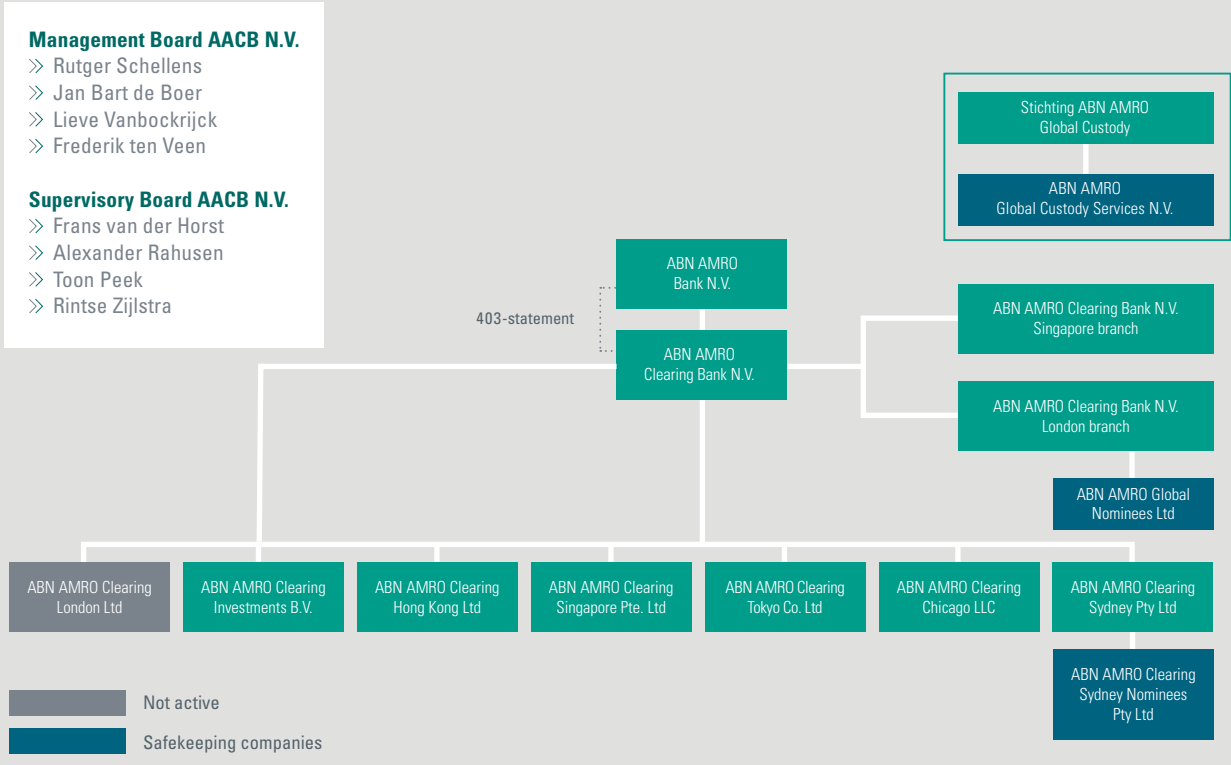 Management Board AACB N.V.
Rutger Schellens
Jan Bart de Boer
Lieve Vanbockrijck
Frederik ten Veen
Supervisory Board AACB N.V.
Frans van der Horst
Alexander Rahusen
Toon Peek
Rintse Zijlstra
Stichting ABN AMRO
Global Custody
ABN AMRO
Global Custody Services N.V.
ABN AMRO
Bank N.V.
403-statement
ABN AMRO
Clearing Bank N.V.
ABN AMRO Clearing Bank N.V.
Singapore branch
ABN AMRO Clearing Bank N.V.
London branch
ABN AMRO Global
Nominees Ltd
ABN AMRO Clearing
London Ltd
ABN AMRO Clearing
Investments B.V.
ABN AMRO Clearing
Hong Kong Ltd
ABN AMRO Clearing
Singapore Pte. Ltd
ABN AMRO Clearing
Tokyo Co. Ltd
ABN AMRO Clearing
Chicago LLC
ABN AMRO Clearing
Sydney Pty Ltd
ABN AMRO Clearing
Sydney Nominees
Pty Ltd
Not active
Safekeeping companies